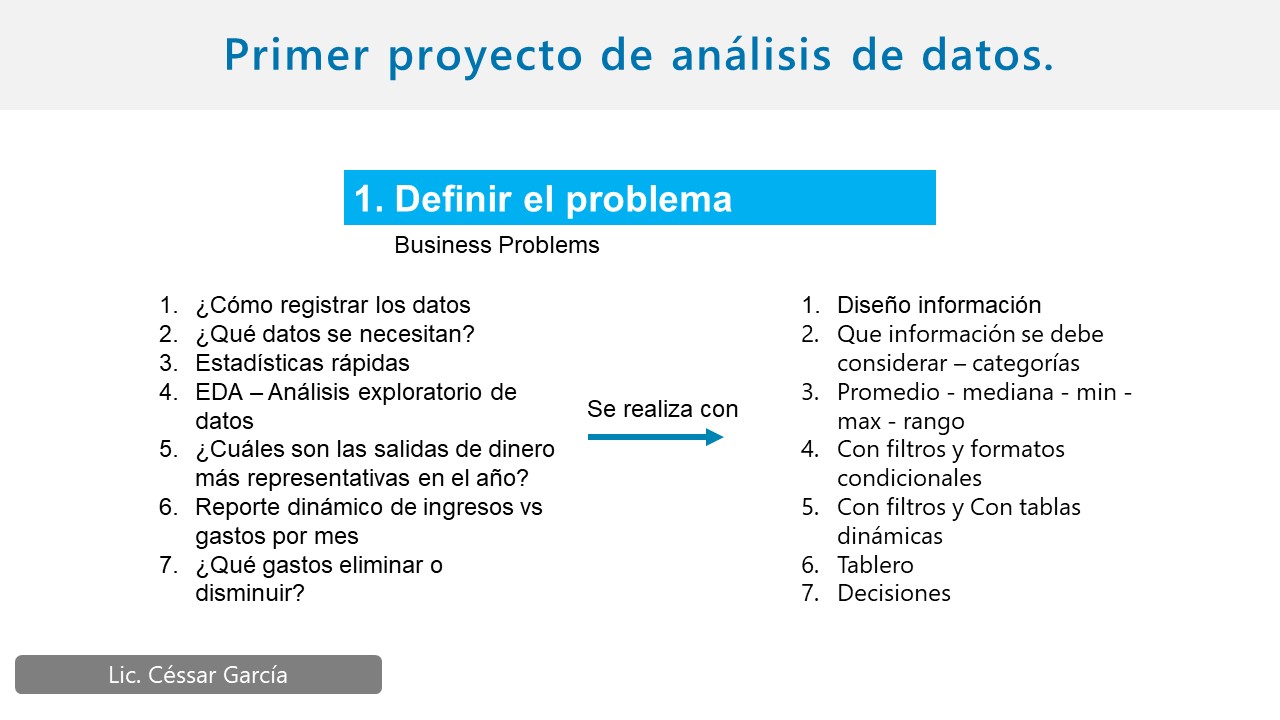 Primer proyecto de análisis de datos.
1. Definir el problema
Business Problems
1. ¿Cómo registrar los datos
2. ¿Qué datos se necesitan?
3. Estadísticas rápidas
4. EDA – Análisis exploratorio de
datos
5. ¿Cuáles son las salidas de dinero
más representativas en el año?
6. Reporte dinámico de ingresos vs
gastos por mes
7. ¿Qué gastos eliminar o
disminuir?
Se realiza con
1. Diseño información
2. Que información se debe
considerar – categorías
3. Promedio - mediana - min -
max - rango
4. Con filtros y formatos
condicionales
5. Con filtros y Con tablas
dinámicas
6. Tablero
7. Decisiones
Lic. Céssar García